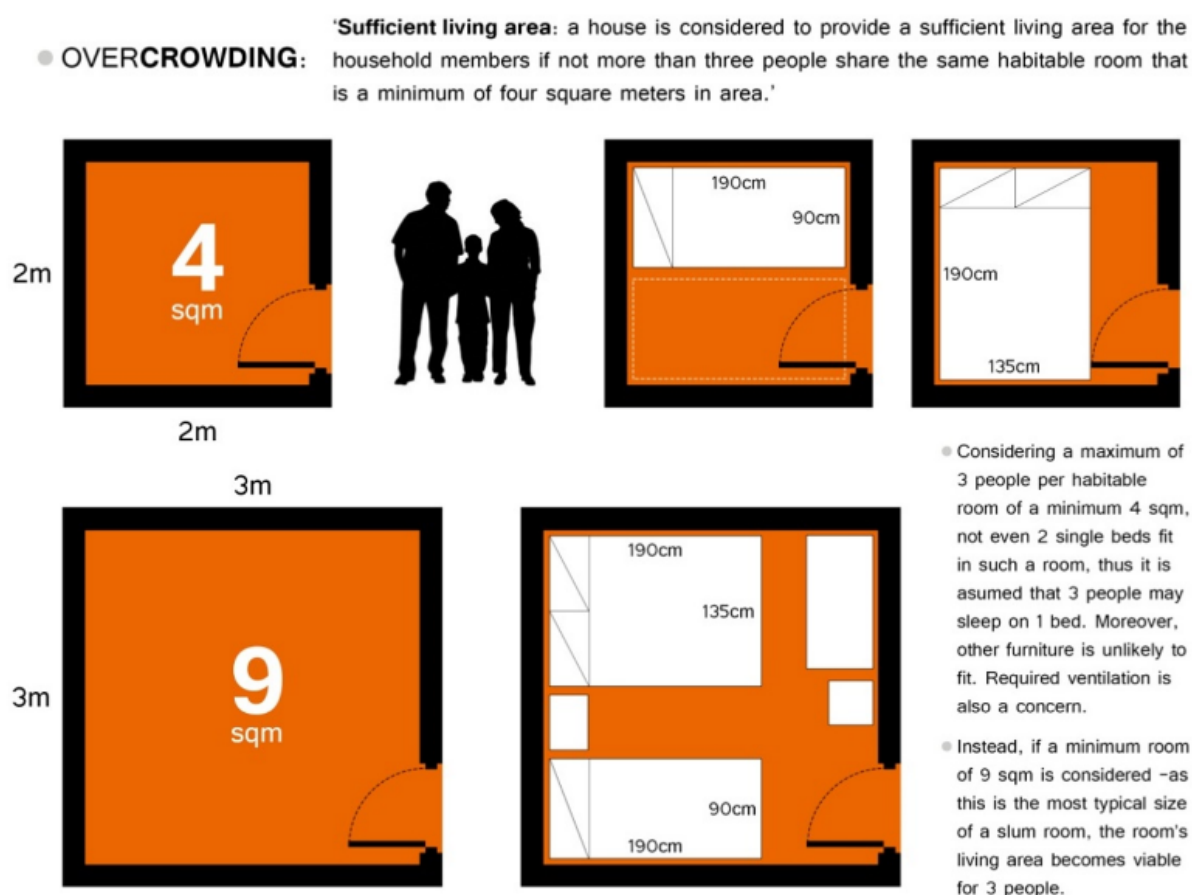 OVERCROWDING:
'Sufficient living area: a house is considered to provide a sufficient living area for the
household members if not more than three people share the same habitable room that
is a minimum of four square meters in area.'
2m
4
sqm
2m
190cm
90cm
190cm
135cm
3m
3m
9
sqm
190cm
135cm
90cm
190cm
Considering a maximum of
3 people per habitable
room of a minimum 4 sqm,
not even 2 single beds fit
in such a room, thus it is
asumed that 3 people may
sleep on 1 bed. Moreover,
other furniture is unlikely to
fit. Required ventilation is
also a concern.
Instead, if a minimum room
of 9 sqm is considered -as
this is the most typical size
of a slum room, the room's
living area becomes viable
for 3 people.